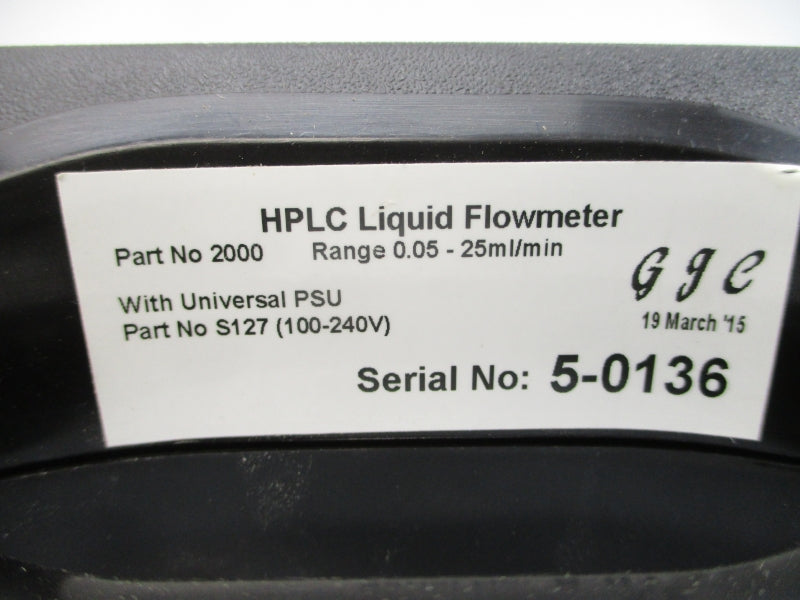 HPLC Liquid Flowmeter
Part No 2000 Range 0.05 - 25ml/min
With Universal PSU
Part No S127 (100-240V)
GJC
19 March '15
Serial No: 5-0136